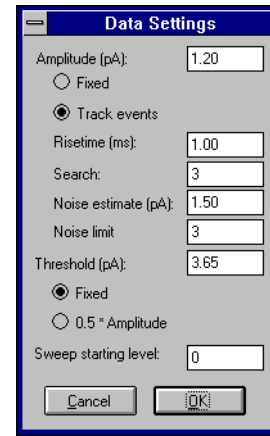 Data Settings
Amplitude (pA): 1.20
Fixed
Track events
Risetime (ms): 1.00
Search: 3
Noise estimate (pA): 1.50
Noise limit 3
Threshold (pA): 3.65
Fixed
0.5 * Amplitude
Sweep starting level: 0
Cancel OK